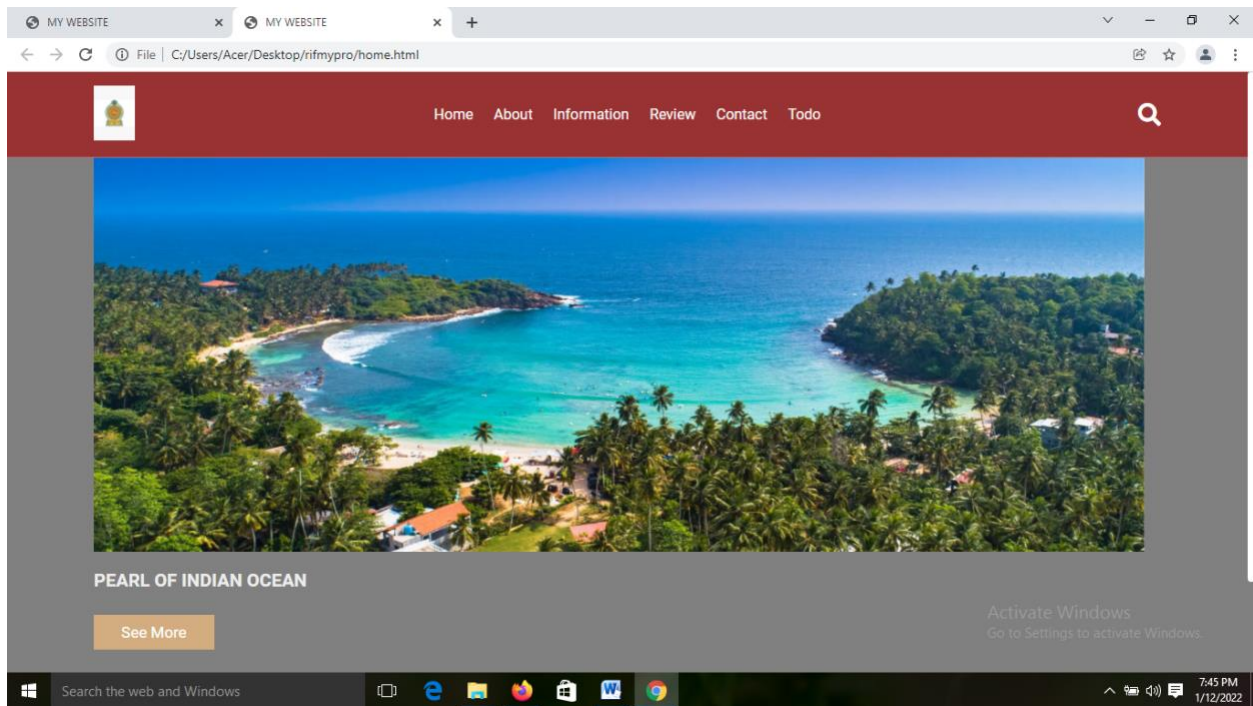 MY WEBSITE MY WEBSITE
File C:/Users/Acer/Desktop/rifmypro/home.html
Home About Information Review Contact Todo
PEARL OF INDIAN OCEAN
See More
Activate Windows
Go to Settings to activate Windows.
Search the web and Windows
7:45 PM
1/12/2022